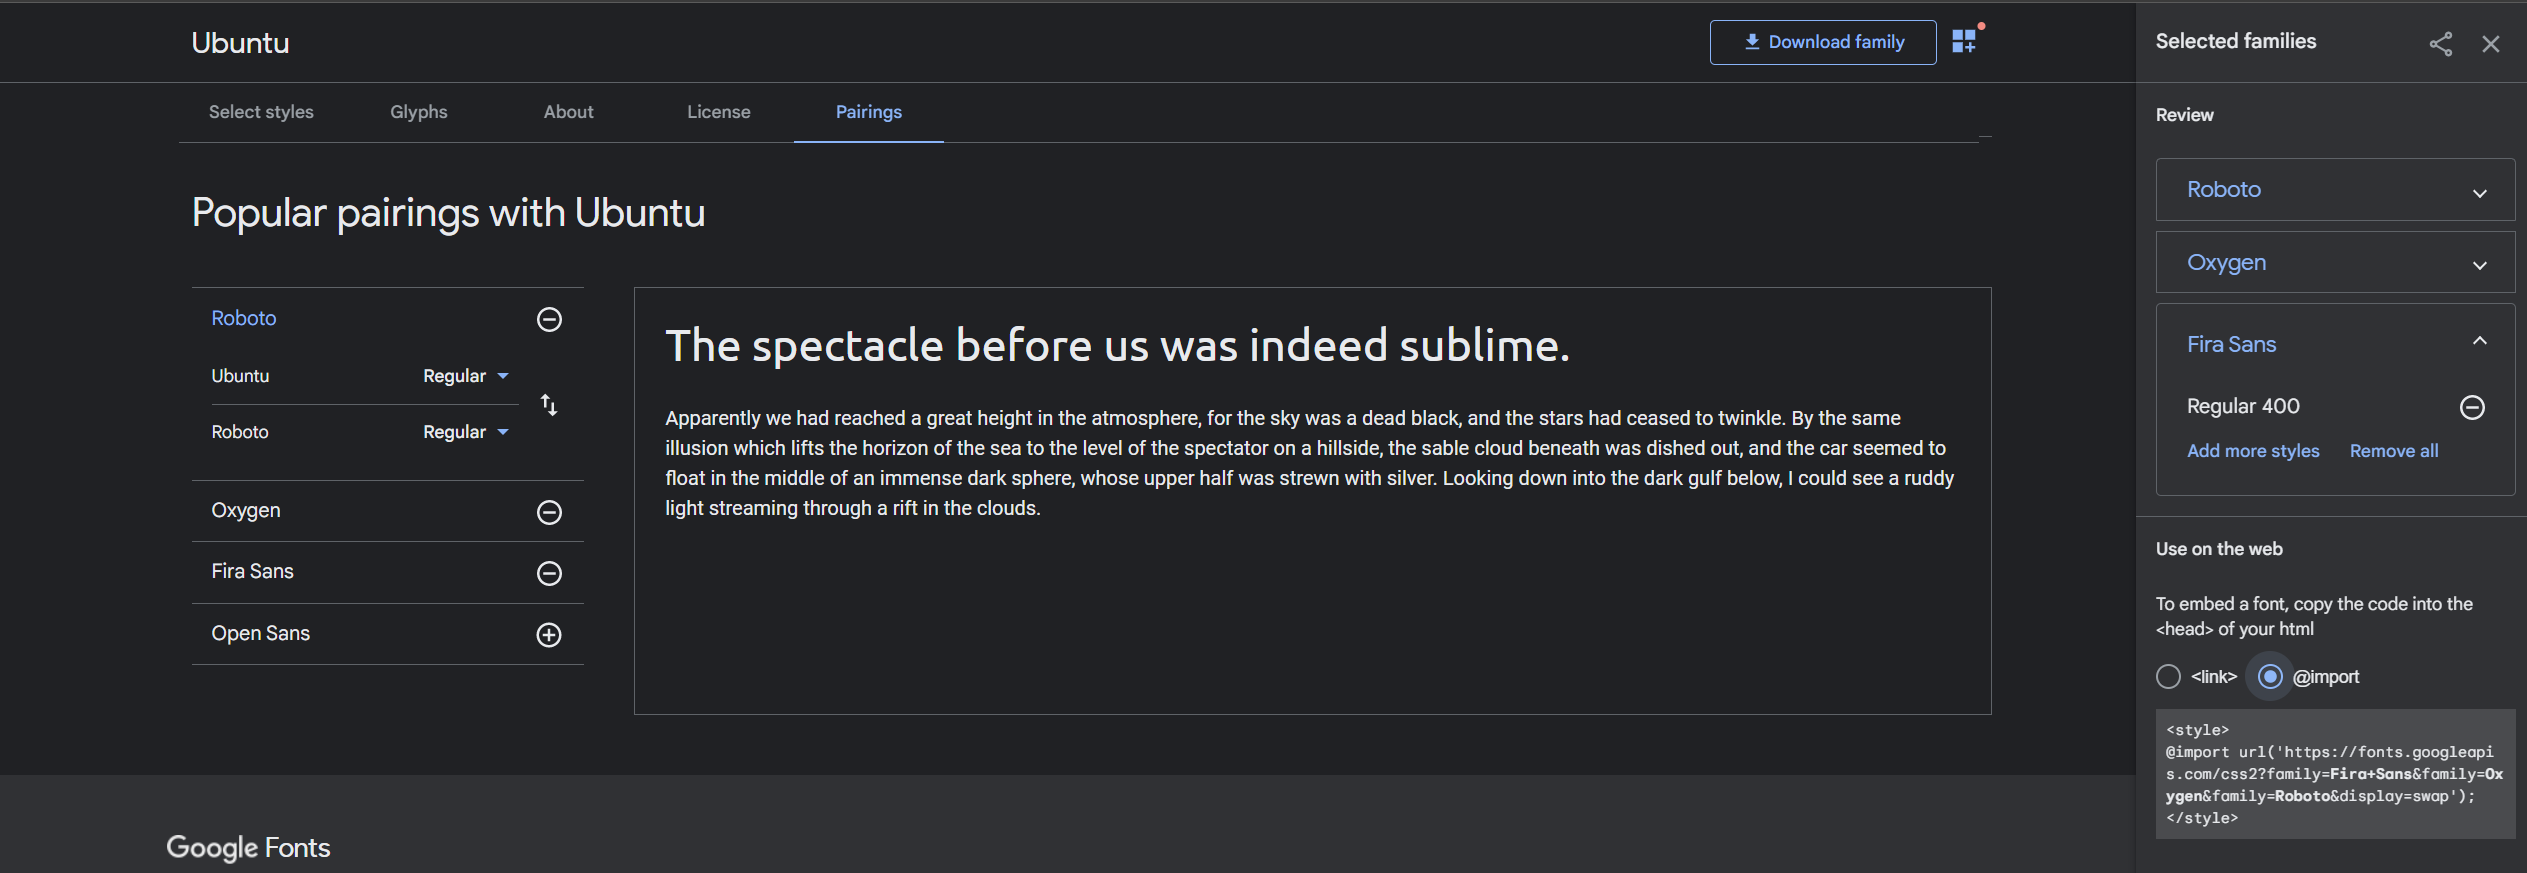 Ubuntu
Download family
Select styles
Glyphs
About
License
Pairings
Popular pairings with Ubuntu
Roboto
Ubuntu
Regular
Roboto
Regular
Oxygen
Fira Sans
Open Sans
The spectacle before us was indeed sublime.
Apparently we had reached a great height in the atmosphere, for the sky was a dead black, and the stars had ceased to twinkle. By the same
illusion which lifts the horizon of the sea to the level of the spectator on a hillside, the sable cloud beneath was dished out, and the car seemed to
float in the middle of an immense dark sphere, whose upper half was strewn with silver. Looking down into the dark gulf below, I could see a ruddy
light streaming through a rift in the clouds.
Google Fonts
Selected families
Review
Roboto
Oxygen
Fira Sans
Regular 400
Add more styles
Remove all
Use on the web
To embed a font, copy the code into the
<head> of your html
<link>
@import
<style>
@import url('https://fonts.googleapi
s.com/css2?family=Fira+Sans&family=Ox
ygen&family=Roboto&display=swap');
</style>